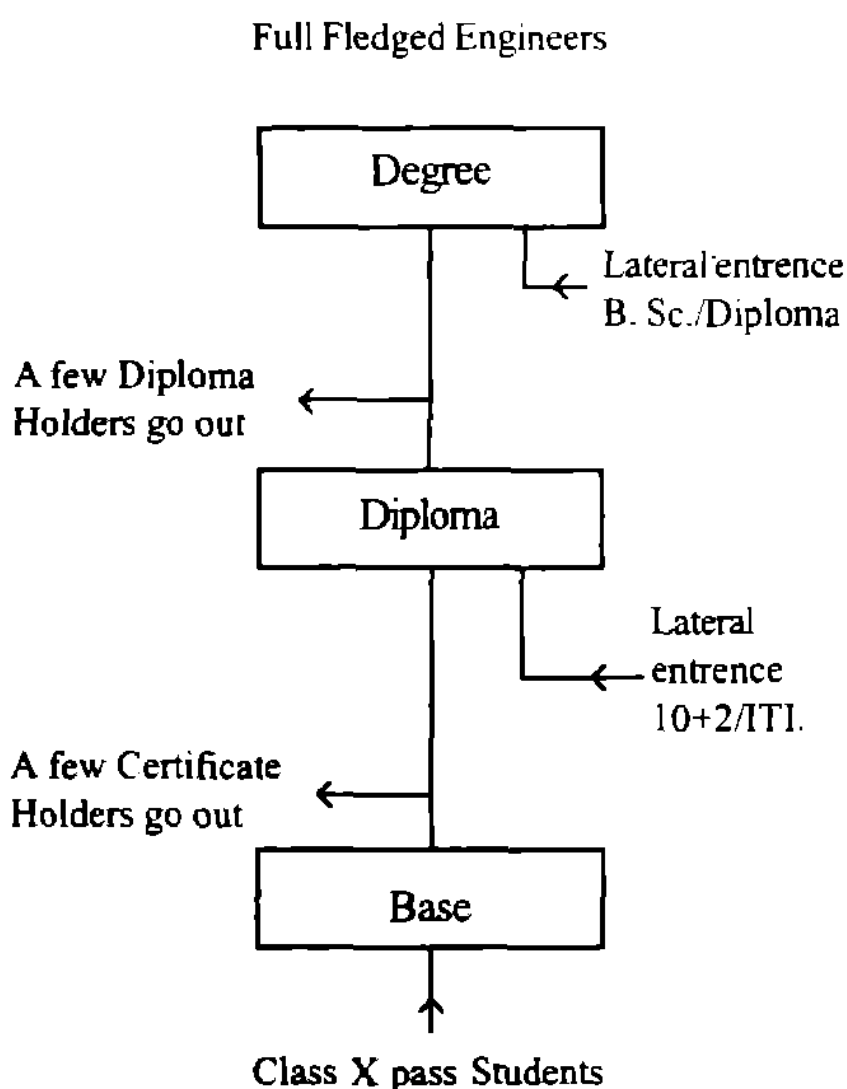 Full Fledged Engineers
Degree
Lateral entrence
B. Sc./Diploma
A few Diploma
Holders go out
Diploma
Lateral
entrence
10+2/ITI.
A few Certificate
Holders go out
Base
Class X pass Students